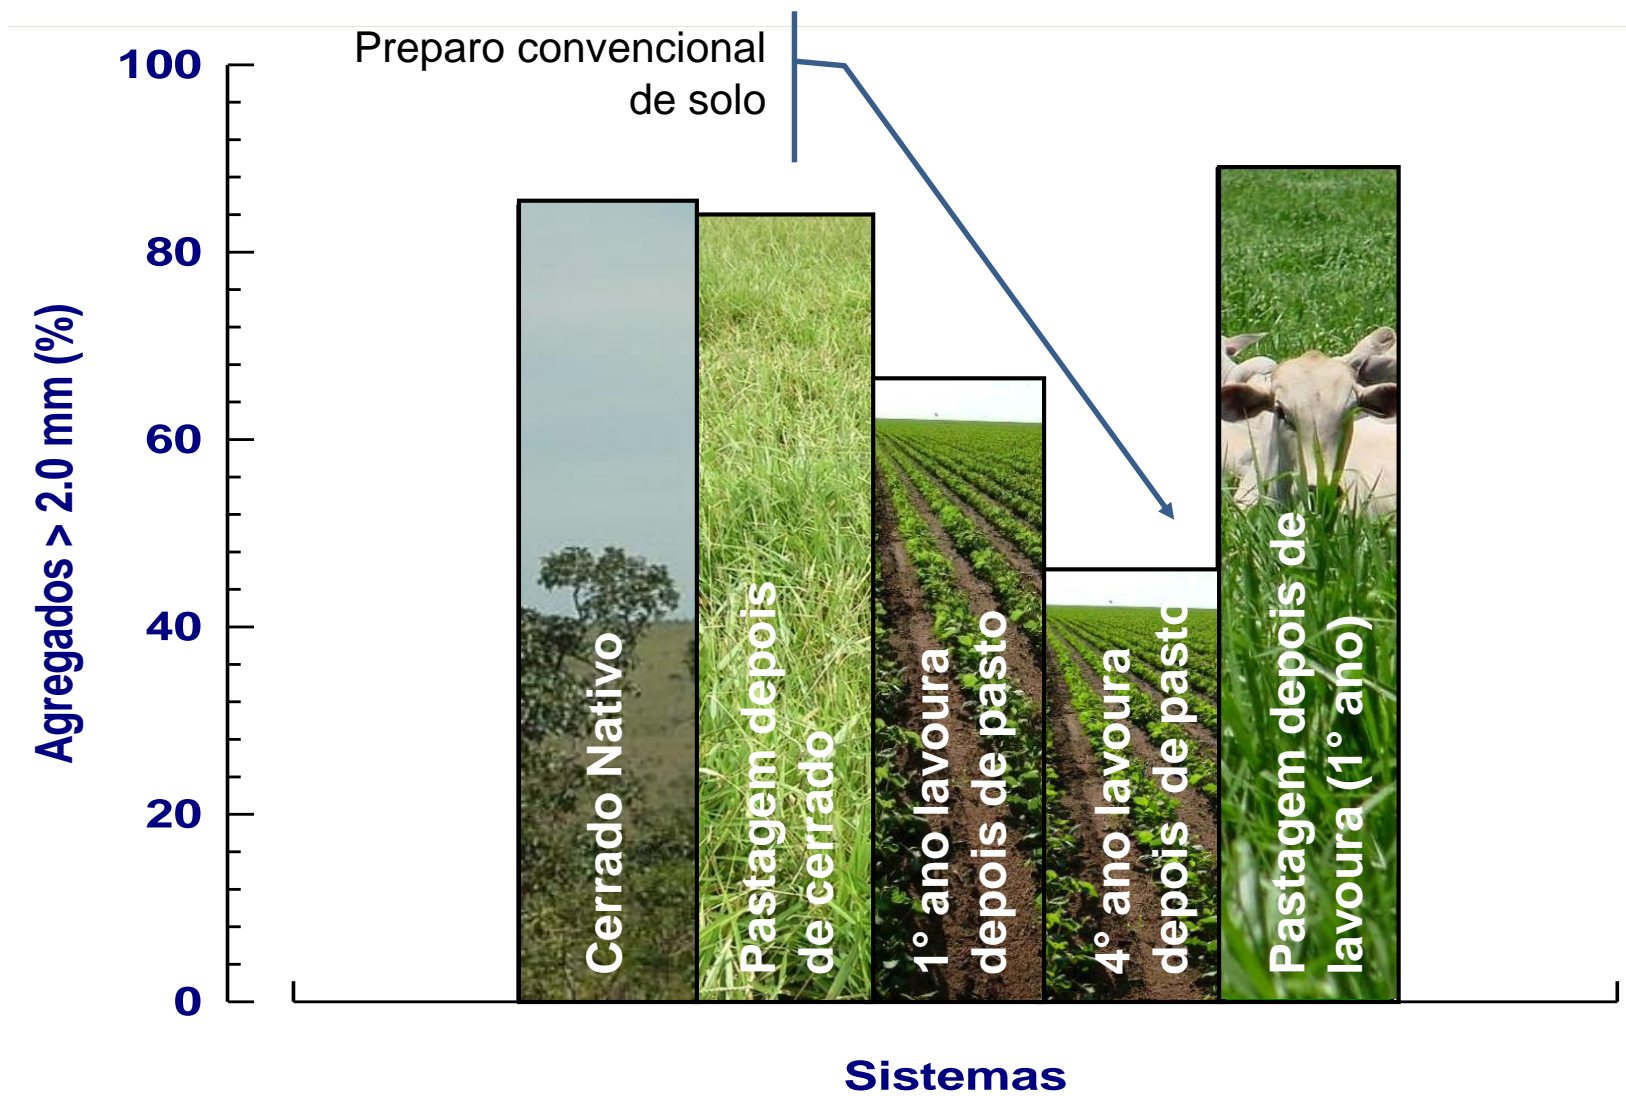 Preparo convencional
de solo
100
80
60
40
20
0
Agregados > 2.0 mm (%)
Cerrado Nativo
Pastagem depois
de cerrado
1° ano lavoura
depois de pasto
4° ano lavoura
depois de pasto
Pastagem depois de
lavoura (1° ano)
Sistemas